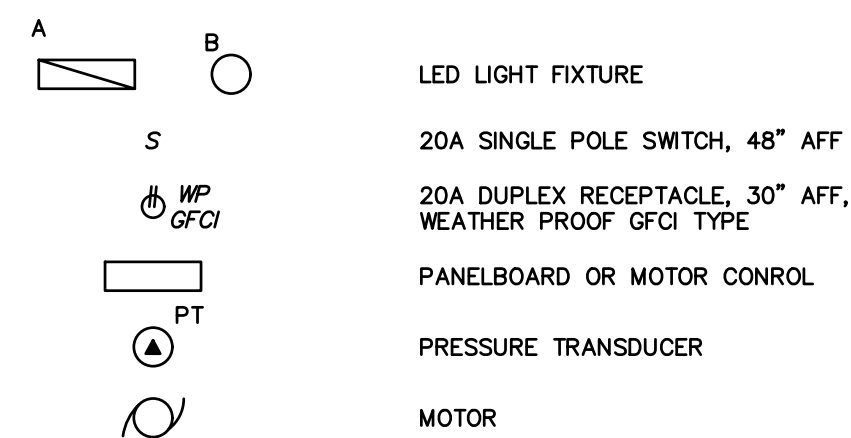 A
B
LED LIGHT FIXTURE
S
20A SINGLE POLE SWITCH, 48" AFF
WP
GFCI
20A DUPLEX RECEPTACLE, 30" AFF,
WEATHER PROOF GFCI TYPE
PANELBOARD OR MOTOR CONROL
PT
PRESSURE TRANSDUCER
MOTOR